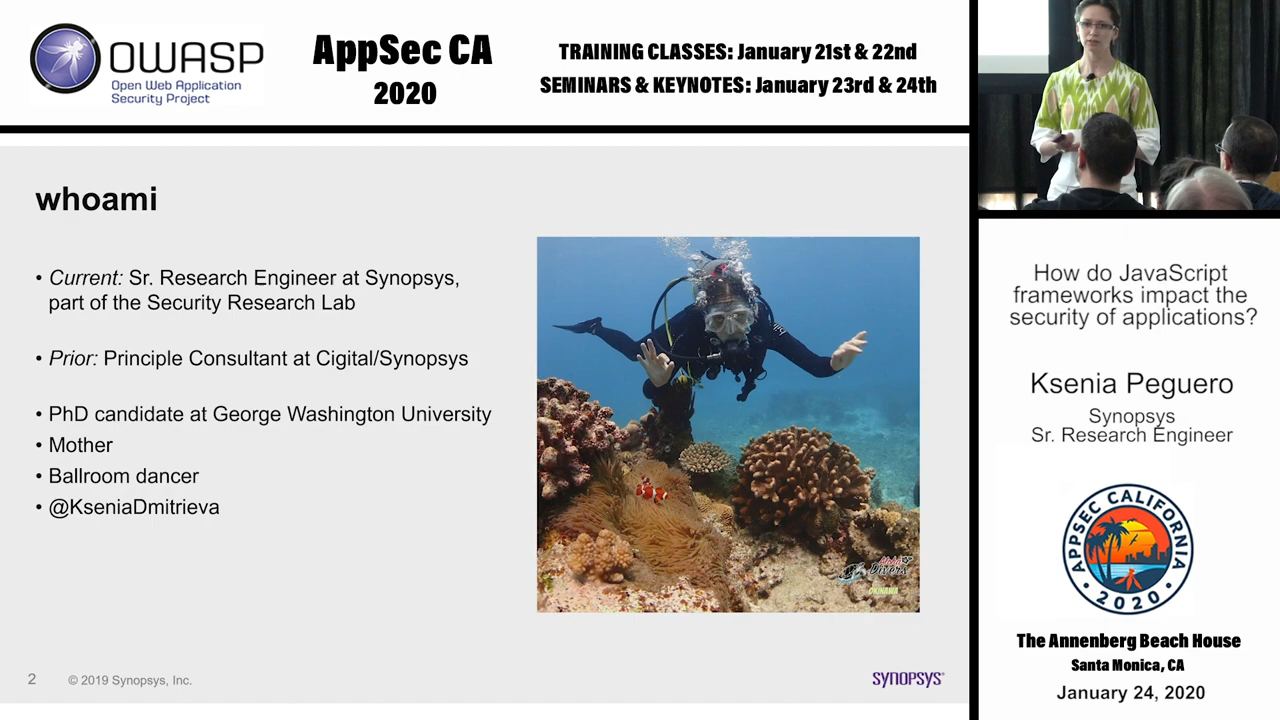 OWASP
Open Web Application
Security Project
AppSec CA
2020
TRAINING CLASSES: January 21st & 22nd
SEMINARS & KEYNOTES: January 23rd & 24th
whoami
• Current: Sr. Research Engineer at Synopsys,
part of the Security Research Lab
• Prior: Principle Consultant at Cigital/Synopsys
• PhD candidate at George Washington University
• Mother
• Ballroom dancer
• @KseniaDmitrieva
Divers
OKINAWA
2
© 2019 Synopsys, Inc.
SYNOPSYS®
How do JavaScript
frameworks impact the
security of applications?
Ksenia Peguero
Synopsys
Sr. Research Engineer
APPSEC CALIFORNIA
• 2020 •
The Annenberg Beach House
Santa Monica, CA
January 24, 2020